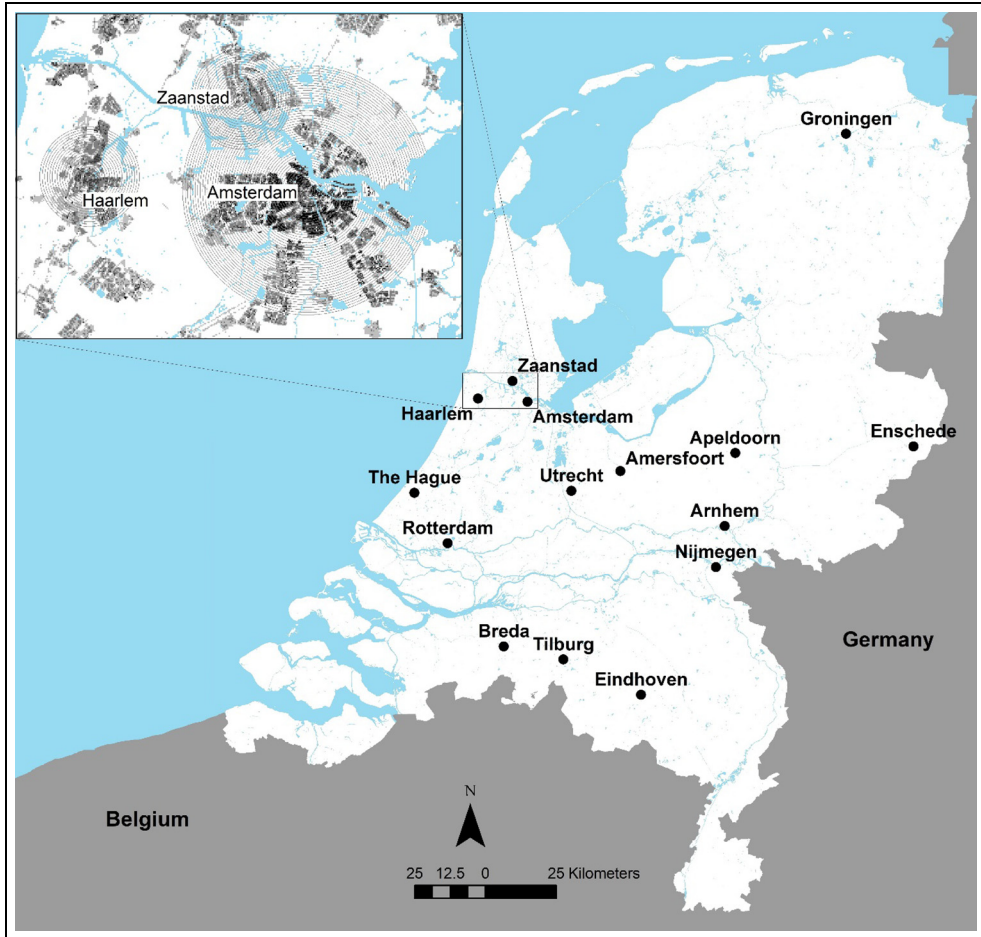 Zaanstad
Haarlem
Amsterdam
Groningen
Zaanstad
Haarlem
Amsterdam
Apeldoorn
Enschede
Amersfoort
The Hague
Utrecht
Arnhem
Rotterdam
Nijmegen
Breda
Tilburg
Germany
Eindhoven
Belgium
N
25 12.5 0 25 Kilometers